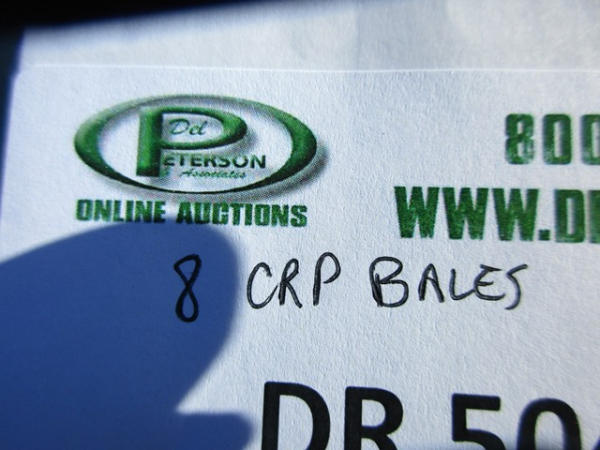 Del
PETERSON
& Associates
ONLINE AUCTIONS
800
WWW.D
8 CRP BALES
DR 50